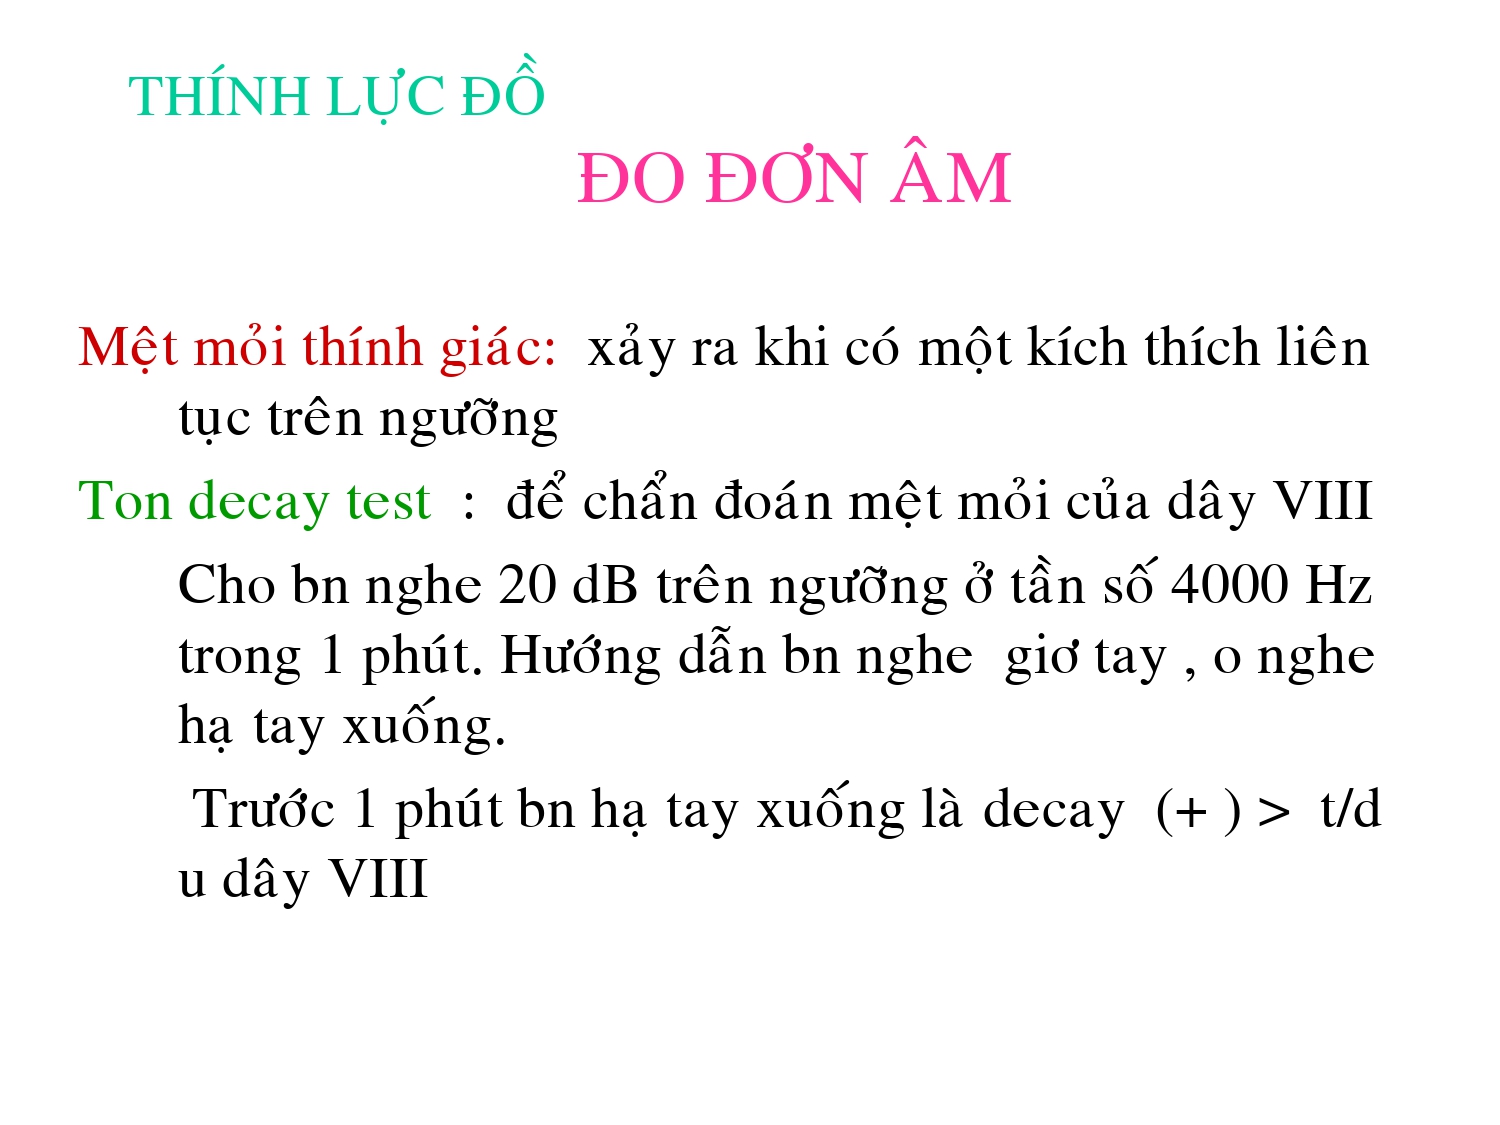 THÍNH LỰC ĐỒ
ĐO ĐƠN ÂM
Mệt mỏi thính giác: xảy ra khi có một kích thích liên
tục trên ngưỡng
Ton decay test : để chẩn đoán mệt mỏi của dây VIII
Cho bn nghe 20 dB trên ngưỡng ở tần số 4000 Hz
trong 1 phút. Hướng dẫn bn nghe giơ tay , o nghe
hạ tay xuống.
Trước 1 phút bn hạ tay xuống là decay (+ ) > t/d
u dây VIII